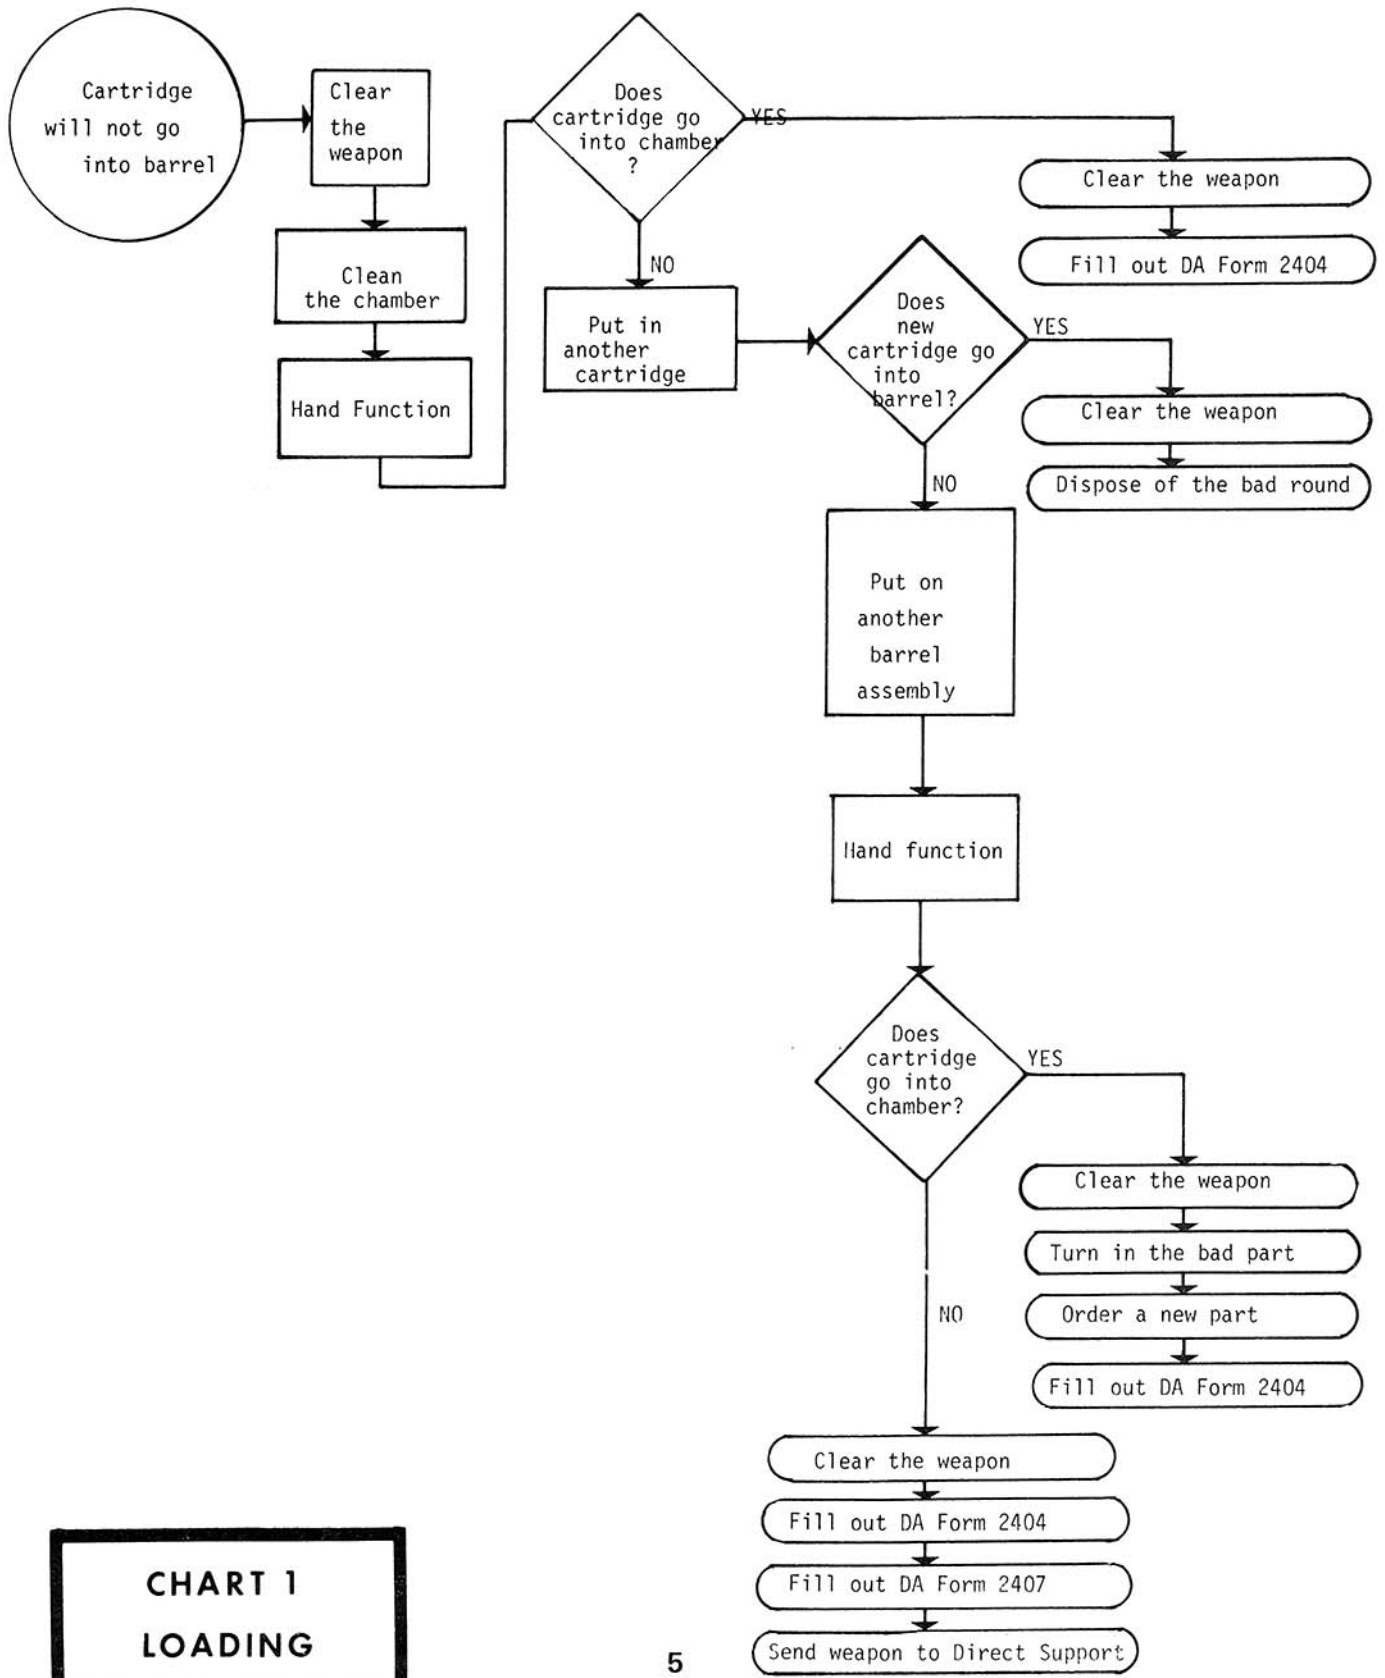 Cartridge
will not go
into barrel
Clear
the
weapon
Clean
the chamber
Hand Function
Does
cartridge go
into chamber
?
YES
Clear the weapon
Fill out DA Form 2404
NO
Put in
another
cartridge
Does
new
cartridge go
into
barrel?
YES
Clear the weapon
Dispose of the bad round
NO
Put on
another
barrel
assembly
Hand function
Does
cartridge
go into
chamber?
YES
Clear the weapon
Turn in the bad part
Order a new part
Fill out DA Form 2404
NO
Clear the weapon
Fill out DA Form 2404
Fill out DA Form 2407
Send weapon to Direct Support
CHART 1
LOADING
5